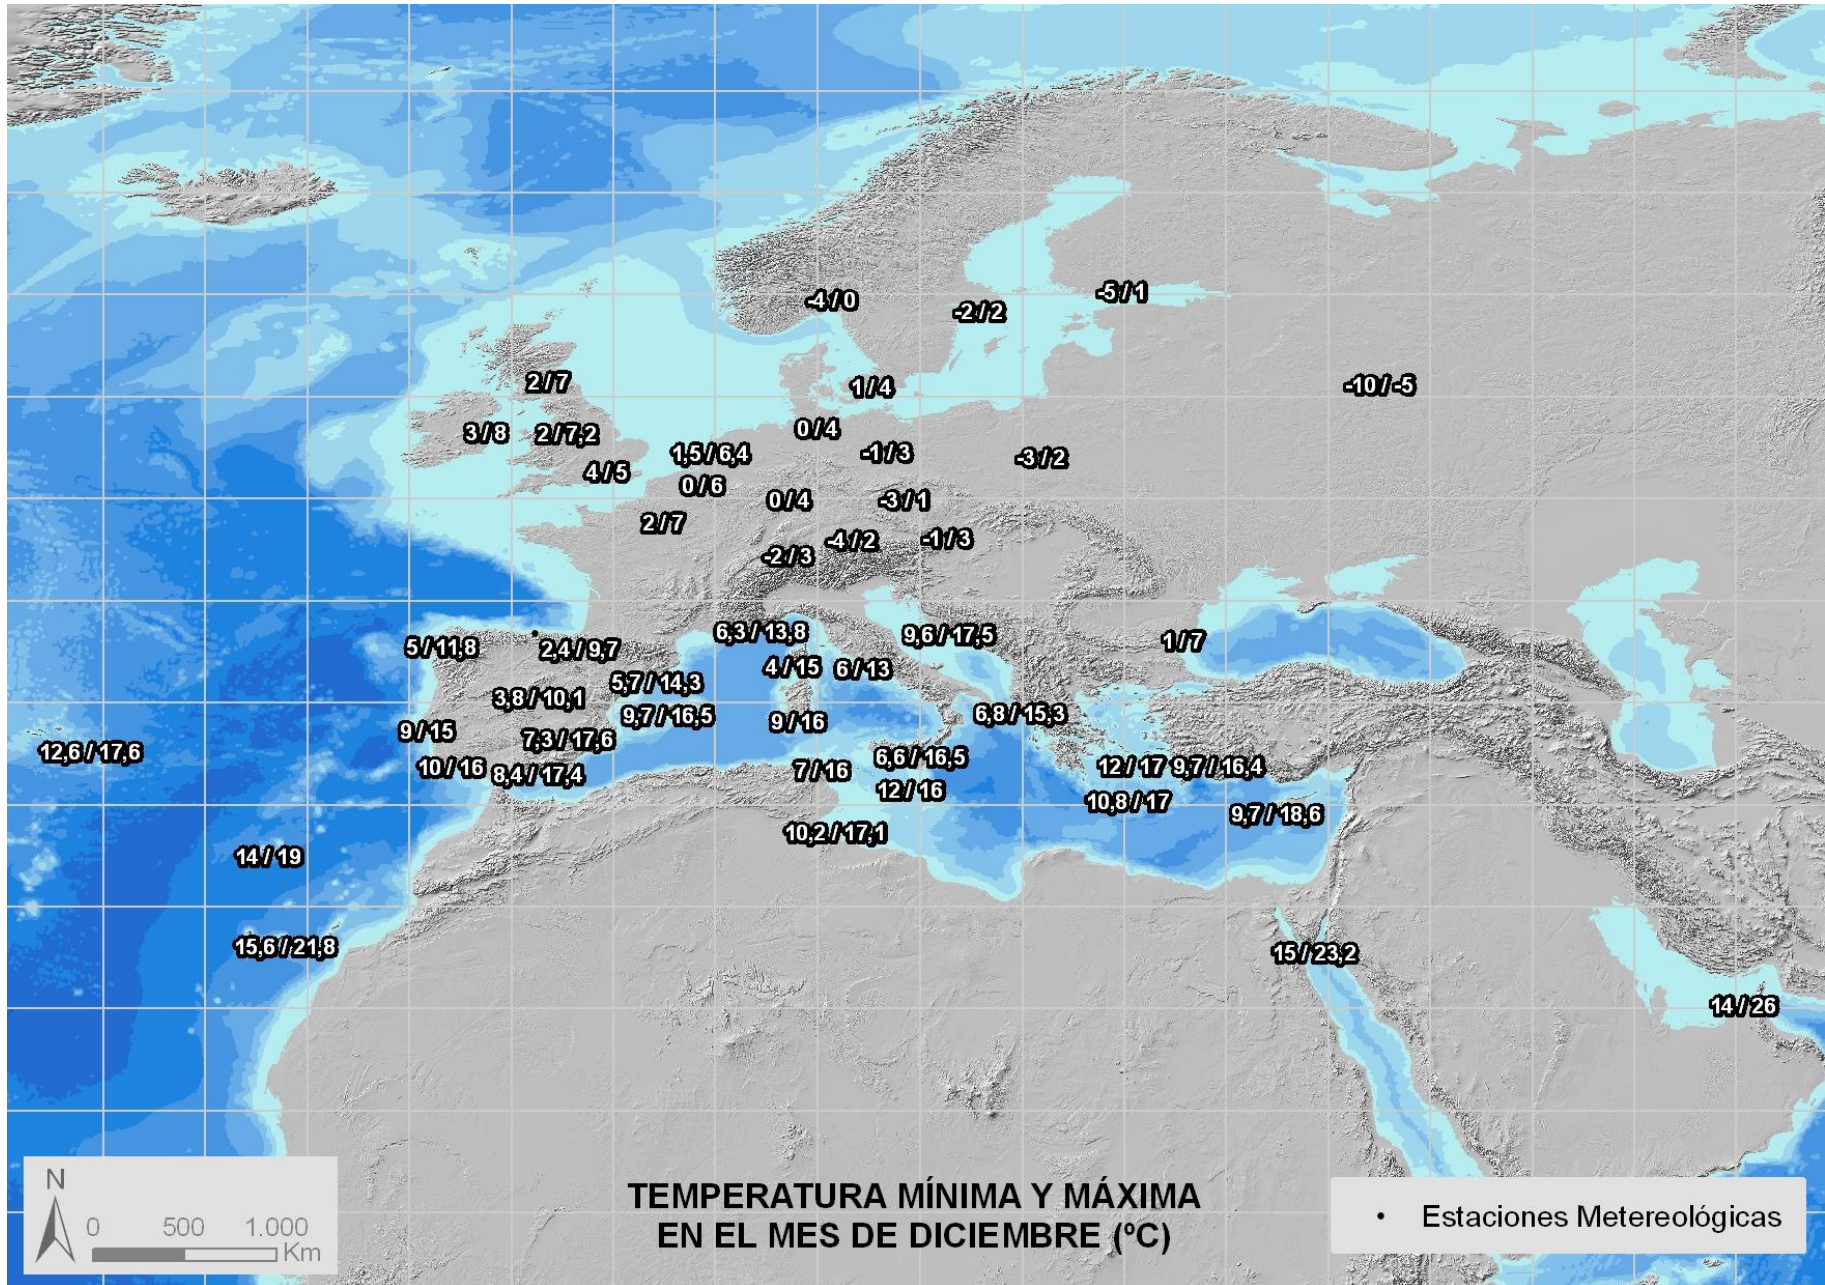 -4 / 0
-2 / 2
-5 / 1
2 / 7
1 / 4
-10 / -5
3 / 8
2 / 7,2
0 / 4
4 / 5
1,5 / 6,4
-1 / 3
-3 / 2
0 / 6
0 / 4
-3 / 1
2 / 7
-4 / 2
-1 / 3
-2 / 3
5 / 11,8
2,4 / 9,7
6,3 / 13,8
9,6 / 17,5
1 / 7
4 / 15
6 / 13
5,7 / 14,3
3,8 / 10,1
9,7 / 16,5
9 / 16
6,8 / 15,3
9 / 15
7,3 / 17,6
12,6 / 17,6
10 / 16
8,4 / 17,4
7 / 16
6,6 / 16,5
12 / 17
9,7 / 16,4
12 / 16
10,8 / 17
9,7 / 18,6
10,2 / 17,1
14 / 19
15,6 / 21,8
15 / 23,2
14 / 26
N
0 500 1.000
Km
TEMPERATURA MÍNIMA Y MÁXIMA
EN EL MES DE DICIEMBRE (ºC)
Estaciones Metereológicas